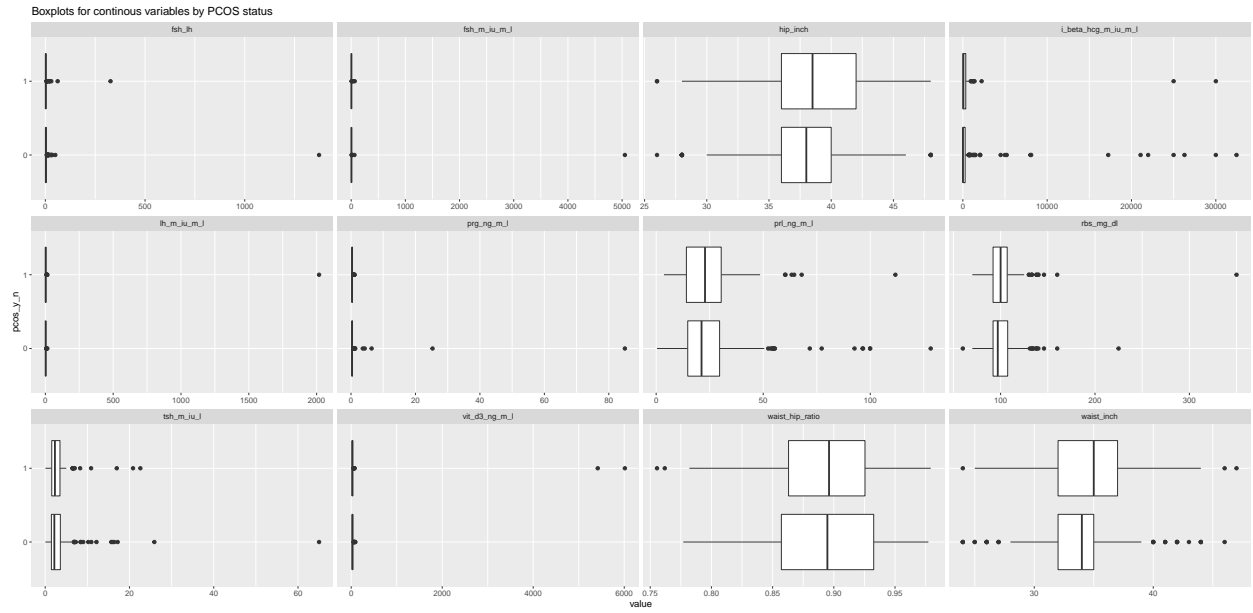 Boxplots for continous variables by PCOS status
fsh_lh
fsh_m_iu_m_l
hip_inch
i_beta_hcg_m_iu_m_l
1
0
0 500 1000
0 1000 2000 3000 4000 5000
25 30 35 40 45
0 10000 20000 30000
lh_m_iu_m_l
prg_ng_m_l
prl_ng_m_l
rbs_mg_dl
1
0
0 500 1000 1500 2000
0 20 40 60 80
0 50 100
100 200 300
tsh_m_iu_l
vit_d3_ng_m_l
waist_hip_ratio
waist_inch
1
0
0 20 40 60
0 2000 4000 6000
0.75 0.80 0.85 0.90 0.95
30 40
pcos_y_n
value